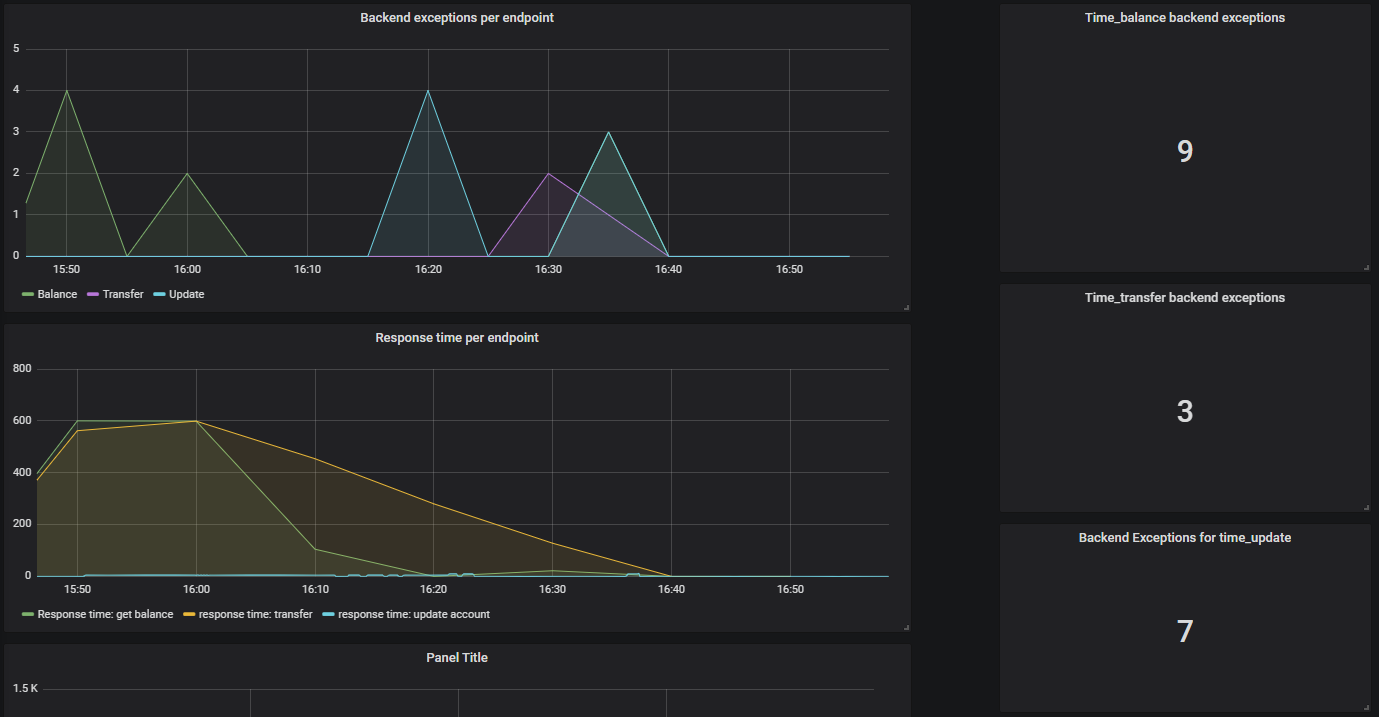 Backend exceptions per endpoint
5
4
3
2
1
0
15:50 16:00 16:10 16:20 16:30 16:40 16:50
Balance Transfer Update
Response time per endpoint
800
600
400
200
0
15:50 16:00 16:10 16:20 16:30 16:40 16:50
Response time: get balance response time: transfer response time: update account
Panel Title
1.5 K
Time_balance backend exceptions
9
Time_transfer backend exceptions
3
Backend Exceptions for time_update
7